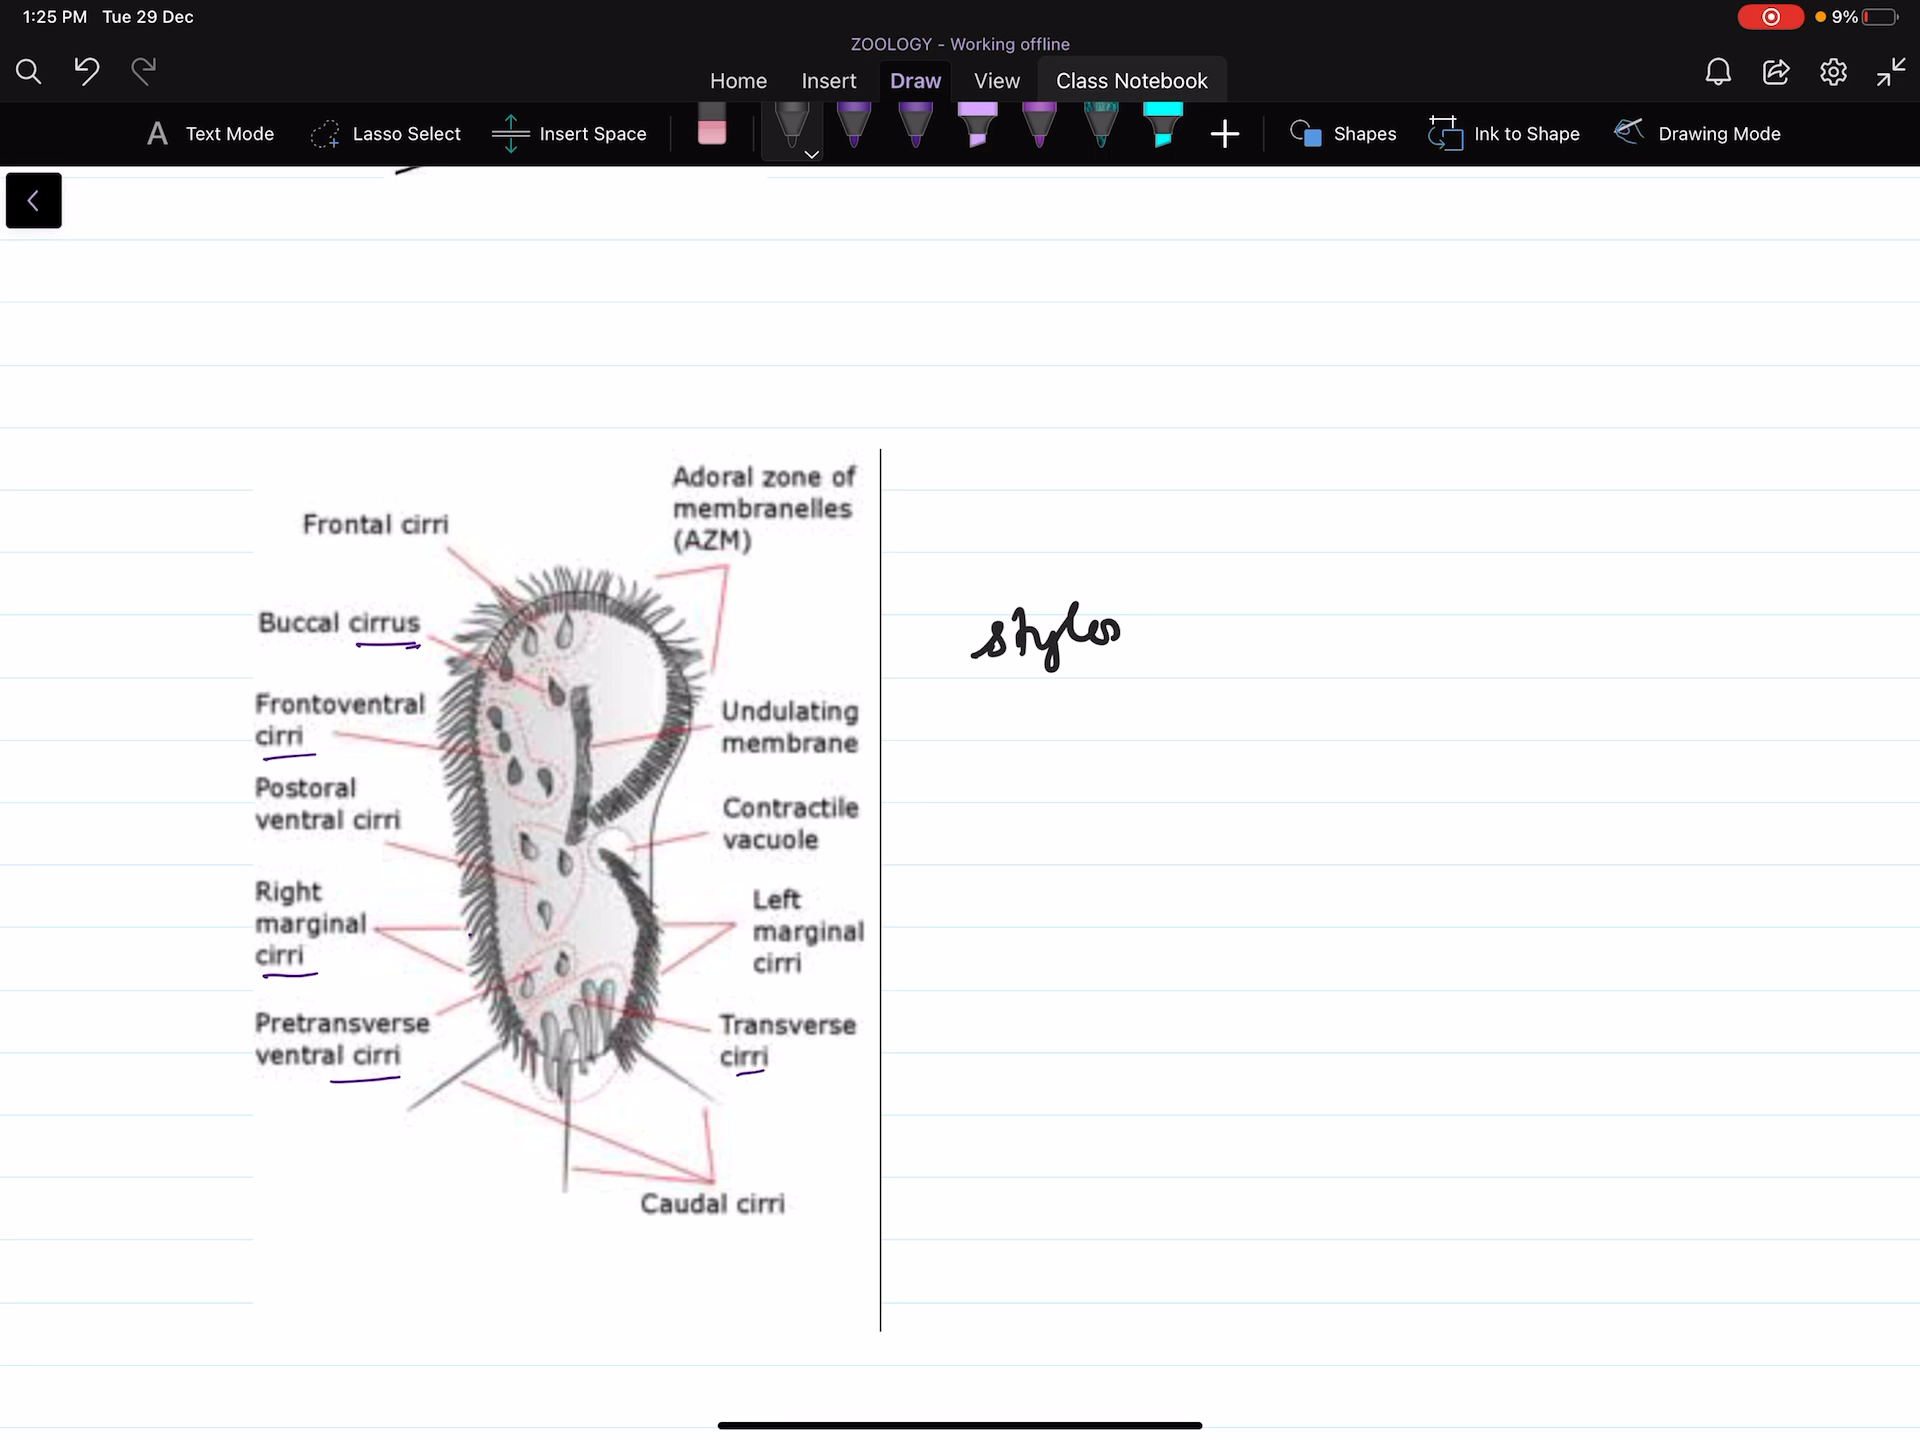 1:25 PM Tue 29 Dec
9%
ZOOLOGY - Working offline
Home Insert Draw View Class Notebook
Text Mode Lasso Select Insert Space Shapes Ink to Shape Drawing Mode
Adoral zone of
membranelles
(AZM)
Frontal cirri
Buccal cirrus
Frontoventral
cirri
Undulating
membrane
Postoral
ventral cirri
Contractile
vacuole
Right
marginal
cirri
Left
marginal
cirri
Pretransverse
ventral cirri
Transverse
cirri
Caudal cirri